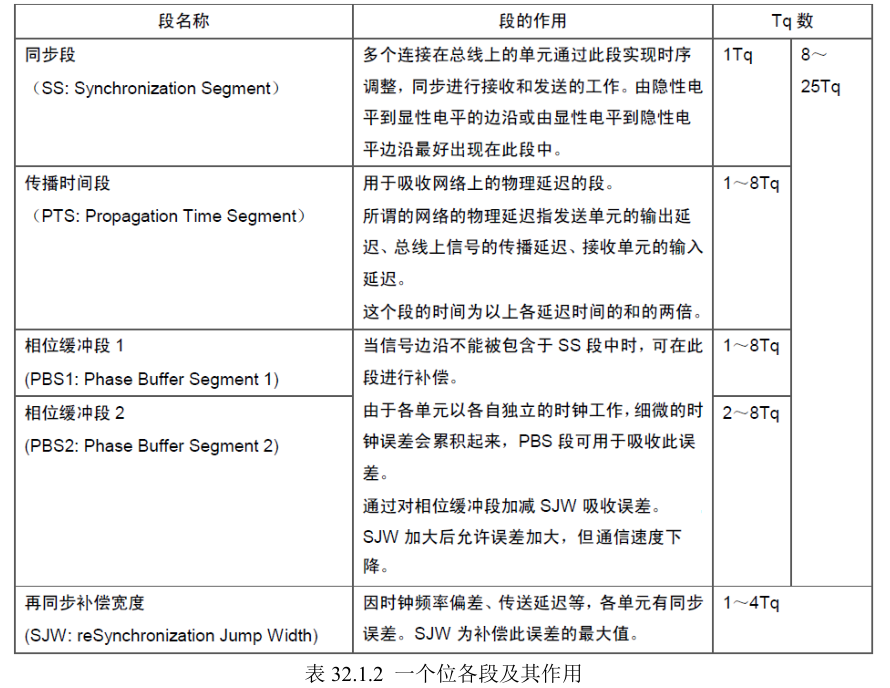 段名称 段的作用 Tq 数
同步段 多个连接在总线上的单元通过此段实现时序 1Tq 8～
（SS: Synchronization Segment） 调整，同步进行接收和发送的工作。由隐性电 25Tq
平到显性电平的边沿或由显性电平到隐性电
平边沿最好出现在此段中。
传播时间段 用于吸收网络上的物理延迟的段。 1～8Tq
（PTS: Propagation Time Segment） 所谓的网络的物理延迟指发送单元的输出延
迟、总线上信号的传播延迟、接收单元的输入
延迟。
这个段的时间为以上各延迟时间的和的两倍。
相位缓冲段 1 当信号边沿不能被包含于 SS 段中时，可在此 1～8Tq
(PBS1: Phase Buffer Segment 1) 段进行补偿。
相位缓冲段 2 由于各单元以各自独立的时钟工作，细微的时 2～8Tq
(PBS2: Phase Buffer Segment 2) 钟误差会累积起来，PBS 段可用于吸收此误
差。
通过对相位缓冲段加减 SJW 吸收误差。
SJW 加大后允许误差加大，但通信速度下
降。
再同步补偿宽度 因时钟频率偏差、传送延迟等，各单元有同步 1～4Tq
(SJW: reSynchronization Jump Width) 误差。SJW 为补偿此误差的最大值。
表 32.1.2 一个位各段及其作用